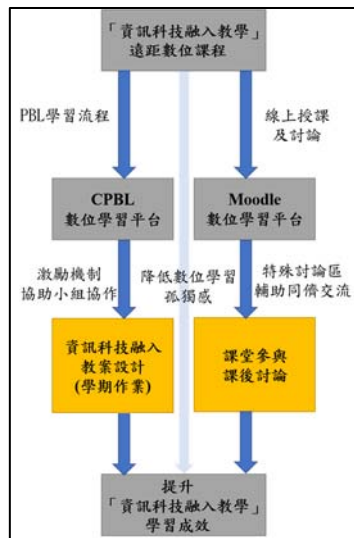 「資訊科技融入教學」
遠距數位課程
PBL學習流程
線上授課
及討論
CPBL
數位學習平台
Moodle
數位學習平台
激勵機制
協助小組協作
降低數位學習
孤獨感
特殊討論區
輔助同儕交流
資訊科技融入
教案設計
(學期作業)
課堂參與
課後討論
提升
「資訊科技融入教學」
學習成效